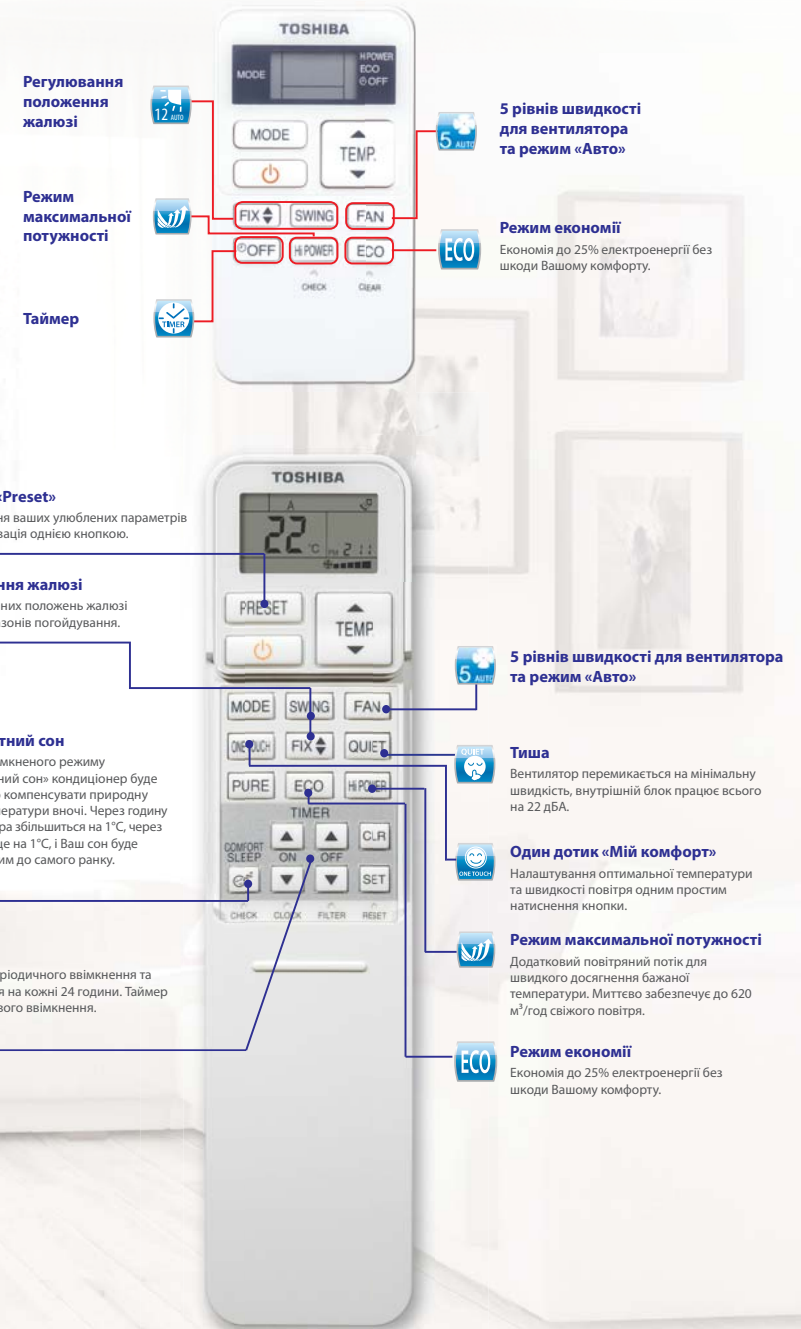 TOSHIBA
HI POWER
MODE
ECO
OFF
Регулювання
положення
жалюзі
12 AUTO
5 AUTO
5 рівнів швидкості
для вентилятора
та режим «Авто»
MODE
TEMP.
Режим
максимальної
потужності
FIX SWING FAN
OFF Hi POWER ECO
CHECK CLEAR
ECO
Режим економії
Економія до 25% електроенергії без
шкоди Вашому комфорту.
Таймер
TIMER
TOSHIBA
A
22 °C PM 2:11
«Preset»
ня ваших улюблених параметрів
зація однією кнопкою.
ння жалюзі
них положень жалюзі
азонів погойдування.
PRESET
TEMP
5 AUTO
5 рівнів швидкості для вентилятора
та режим «Авто»
MODE SWING FAN
ONE TOUCH FIX QUIET
PURE ECO Hi POWER
TIMER
COMFORT
SLEEP
ON OFF CLR
SET
CHECK CLOCK FILTER RESET
тний сон
імкненого режиму
ний сон» кондиціонер буде
о компенсувати природну
ператури вночі. Через годину
ра збільшиться на 1°C, через
це на 1°C, і Ваш сон буде
им до самого ранку.
QUIET
Тиша
Вентилятор перемикається на мінімальну
швидкість, внутрішній блок працює всього
на 22 дБА.
ONE TOUCH
Один дотик «Мій комфорт»
Налаштування оптимальної температури
та швидкості повітря одним простим
натиснення кнопки.
Режим максимальної потужності
Додатковий повітряний потік для
швидкого досягнення бажаної
температури. Миттєво забезпечує до 620
м³/год свіжого повітря.
ріодичного ввімкнення та
я на кожні 24 години. Таймер
вого ввімкнення.
ECO
Режим економії
Економія до 25% електроенергії без
шкоди Вашому комфорту.